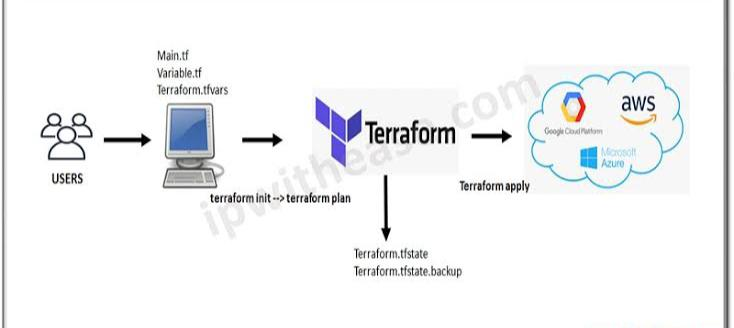 Main.tf
Variable.tf
Terraform.tfvars
USERS
terraform init --> terraform plan
Terraform
Terraform apply
Google Cloud Platform
aws
Microsoft
Azure
Terraform.tfstate
Terraform.tfstate.backup
ipwithease.com